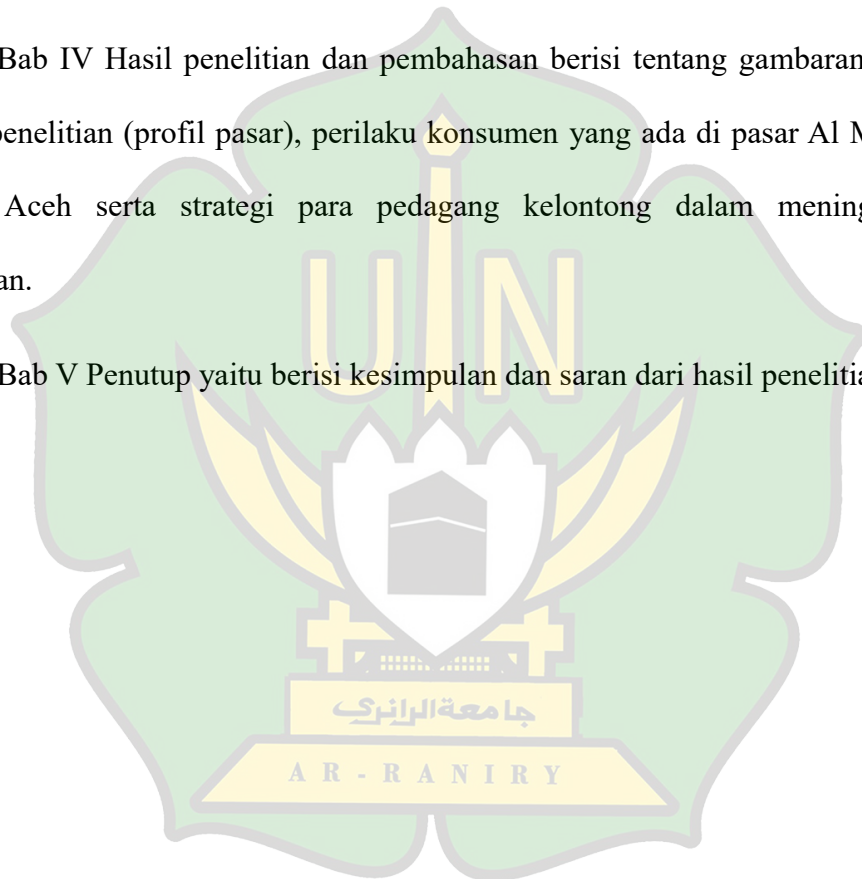 Bab IV Hasil penelitian dan pembahasan berisi tentang gambaran
penelitian (profil pasar), perilaku konsumen yang ada di pasar Al M
Aceh serta strategi para pedagang kelontong dalam mening
an.
Bab V Penutup yaitu berisi kesimpulan dan saran dari hasil penelitia
UIN
جامعة الرانري
AR-RANIRY